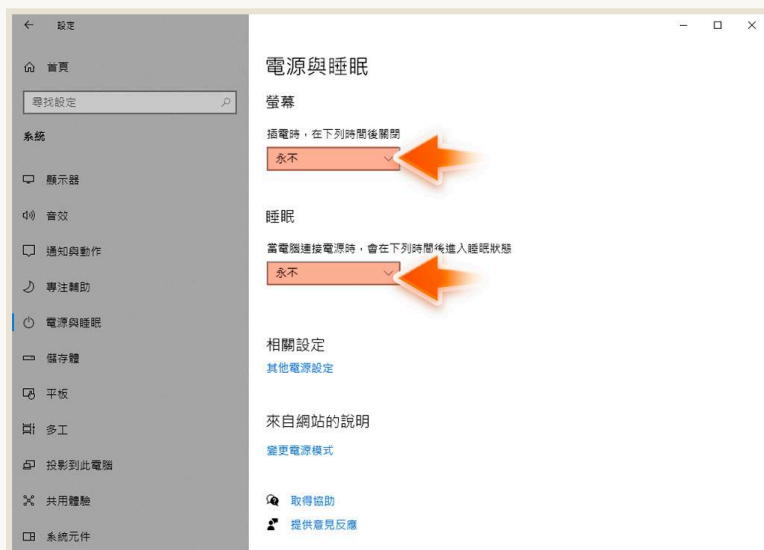 設定
首頁
尋找設定
系統
顯示器
音效
通知與動作
專注輔助
電源與睡眠
儲存體
平板
多工
投影到此電腦
共用體驗
系統元件
電源與睡眠
螢幕
插電時，在下列時間後關閉
永不
睡眠
當電腦連接電源時，會在下列時間後進入睡眠狀態
永不
相關設定
其他電源設定
來自網站的說明
變更電源模式
取得協助
提供意見反應